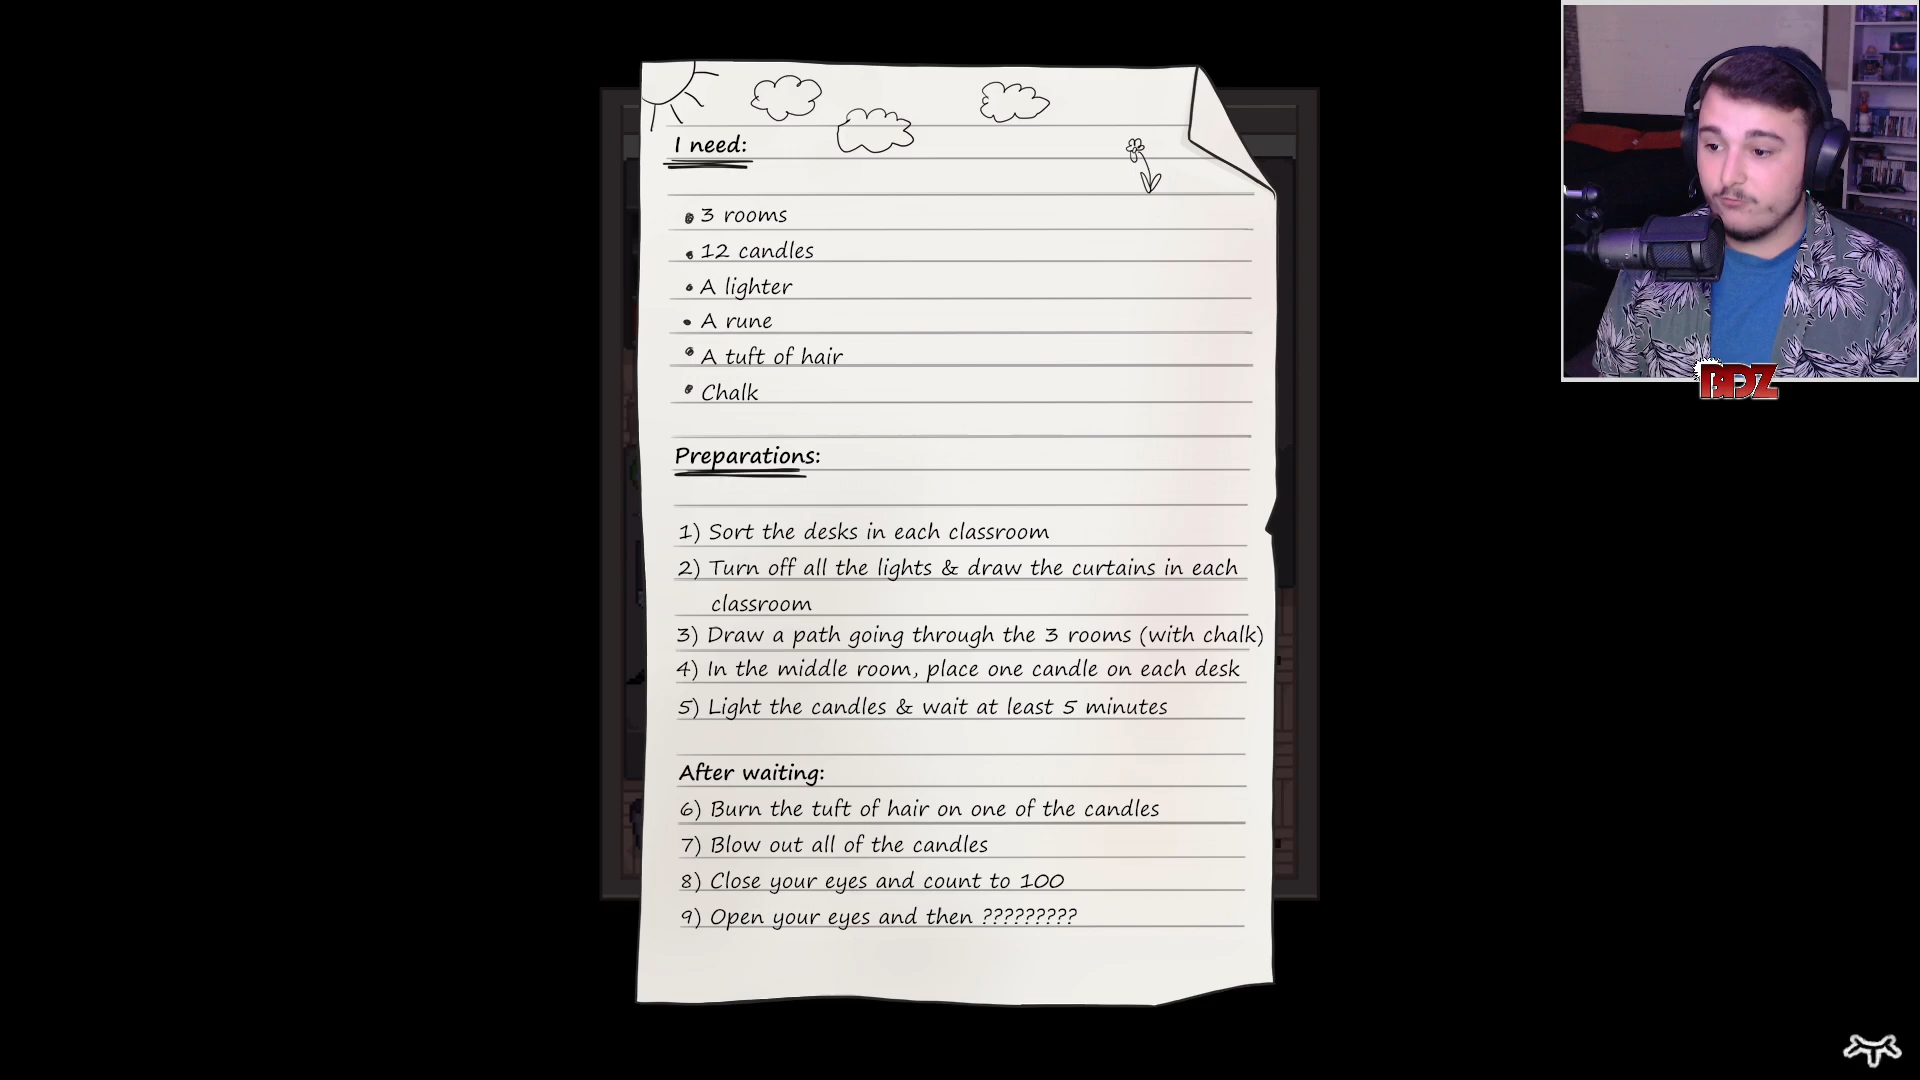 I need:
3 rooms
12 candles
A lighter
A rune
A tuft of hair
Chalk
Preparations:
1) Sort the desks in each classroom
2) Turn off all the lights & draw the curtains in each
classroom
3) Draw a path going through the 3 rooms (with chalk)
4) In the middle room, place one candle on each desk
5) Light the candles & wait at least 5 minutes
After waiting:
6) Burn the tuft of hair on one of the candles
7) Blow out all of the candles
8) Close your eyes and count to 100
9) Open your eyes and then ?????????